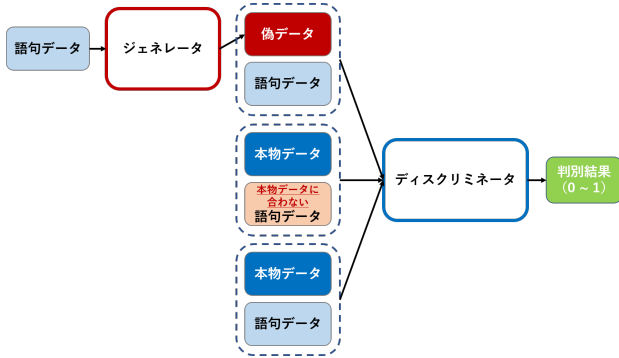 語句データ
ジェネレータ
偽データ
語句データ
本物データ
本物データに
合わない
語句データ
本物データ
語句データ
ディスクリミネータ
判別結果
（0 ~ 1）